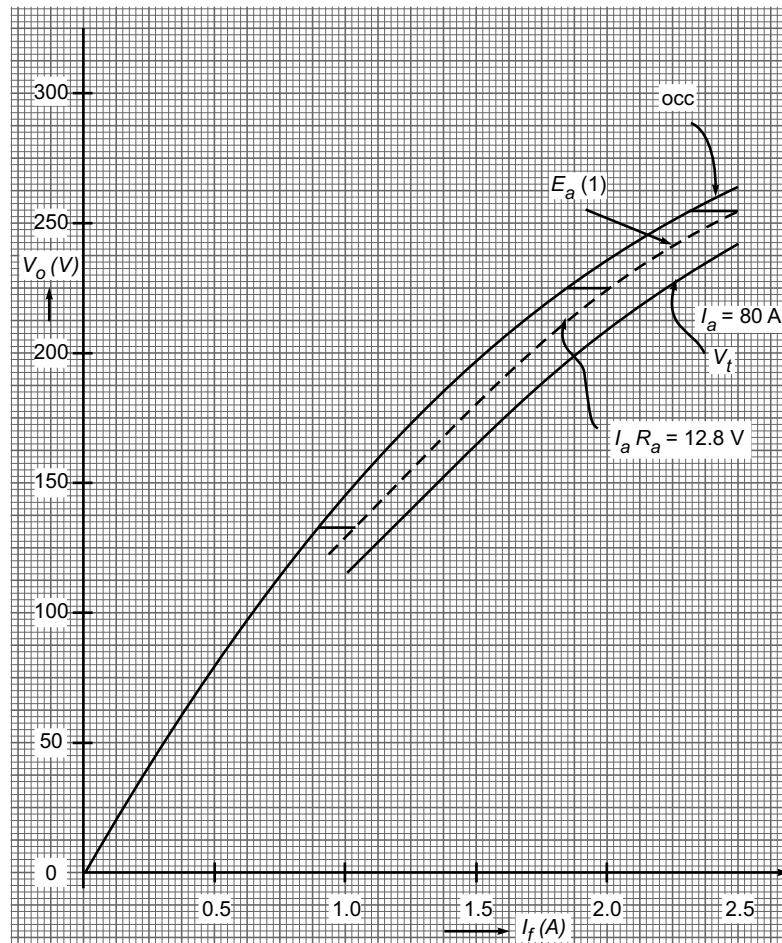 300
occ
E_a (1)
250
V_o (V)
I_a = 80 A
200
V_t
I_a R_a = 12.8 V
150
100
50
0
0.5 1.0 1.5 2.0 2.5
I_f (A)